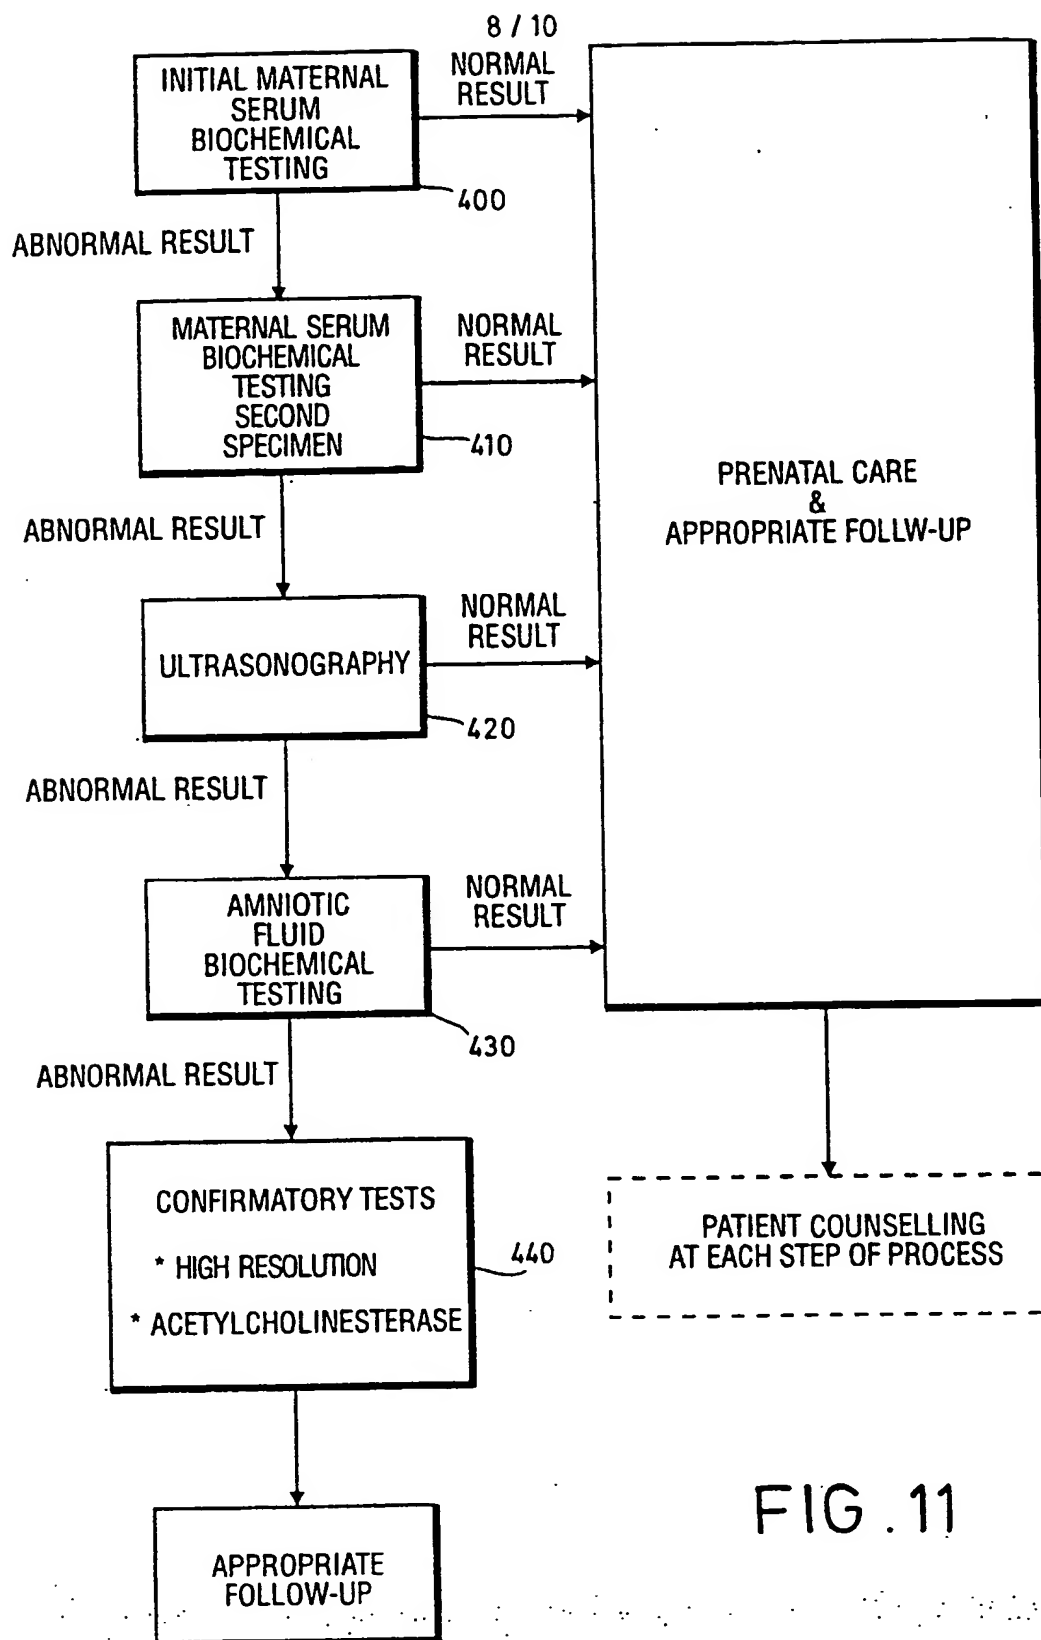 8 / 10
INITIAL MATERNAL
SERUM
BIOCHEMICAL
TESTING
400
NORMAL
RESULT
ABNORMAL RESULT
MATERNAL SERUM
BIOCHEMICAL
TESTING
SECOND
SPECIMEN
410
NORMAL
RESULT
ABNORMAL RESULT
ULTRASONOGRAPHY
420
NORMAL
RESULT
ABNORMAL RESULT
AMNIOTIC
FLUID
BIOCHEMICAL
TESTING
430
NORMAL
RESULT
ABNORMAL RESULT
CONFIRMATORY TESTS
* HIGH RESOLUTION
* ACETYLCHOLINESTERASE
440
APPROPRIATE
FOLLOW-UP
PRENATAL CARE
&
APPROPRIATE FOLLW-UP
PATIENT COUNSELLING
AT EACH STEP OF PROCESS
FIG. 11